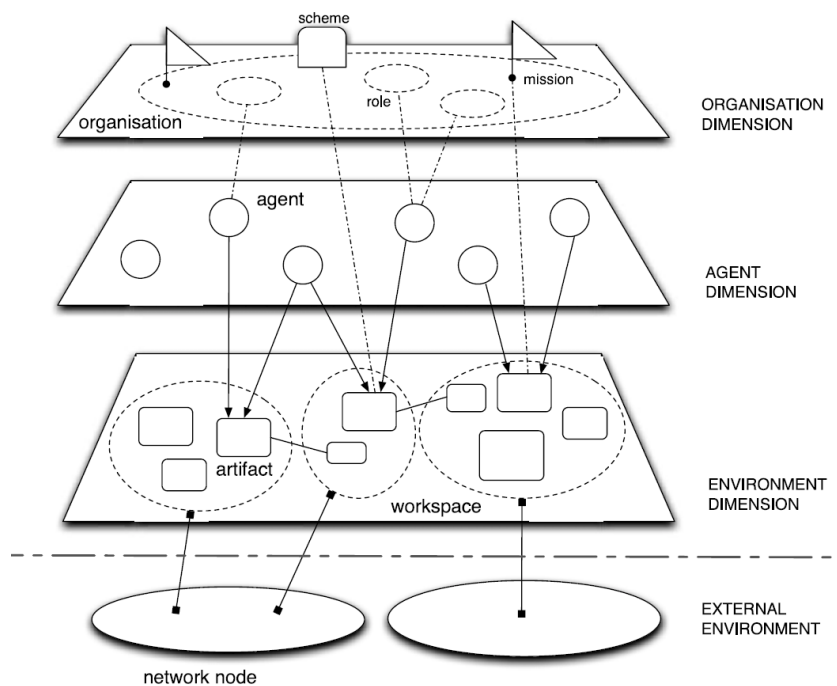 scheme
mission
role
organisation
ORGANISATION
DIMENSION
agent
AGENT
DIMENSION
artifact
workspace
ENVIRONMENT
DIMENSION
EXTERNAL
ENVIRONMENT
network node